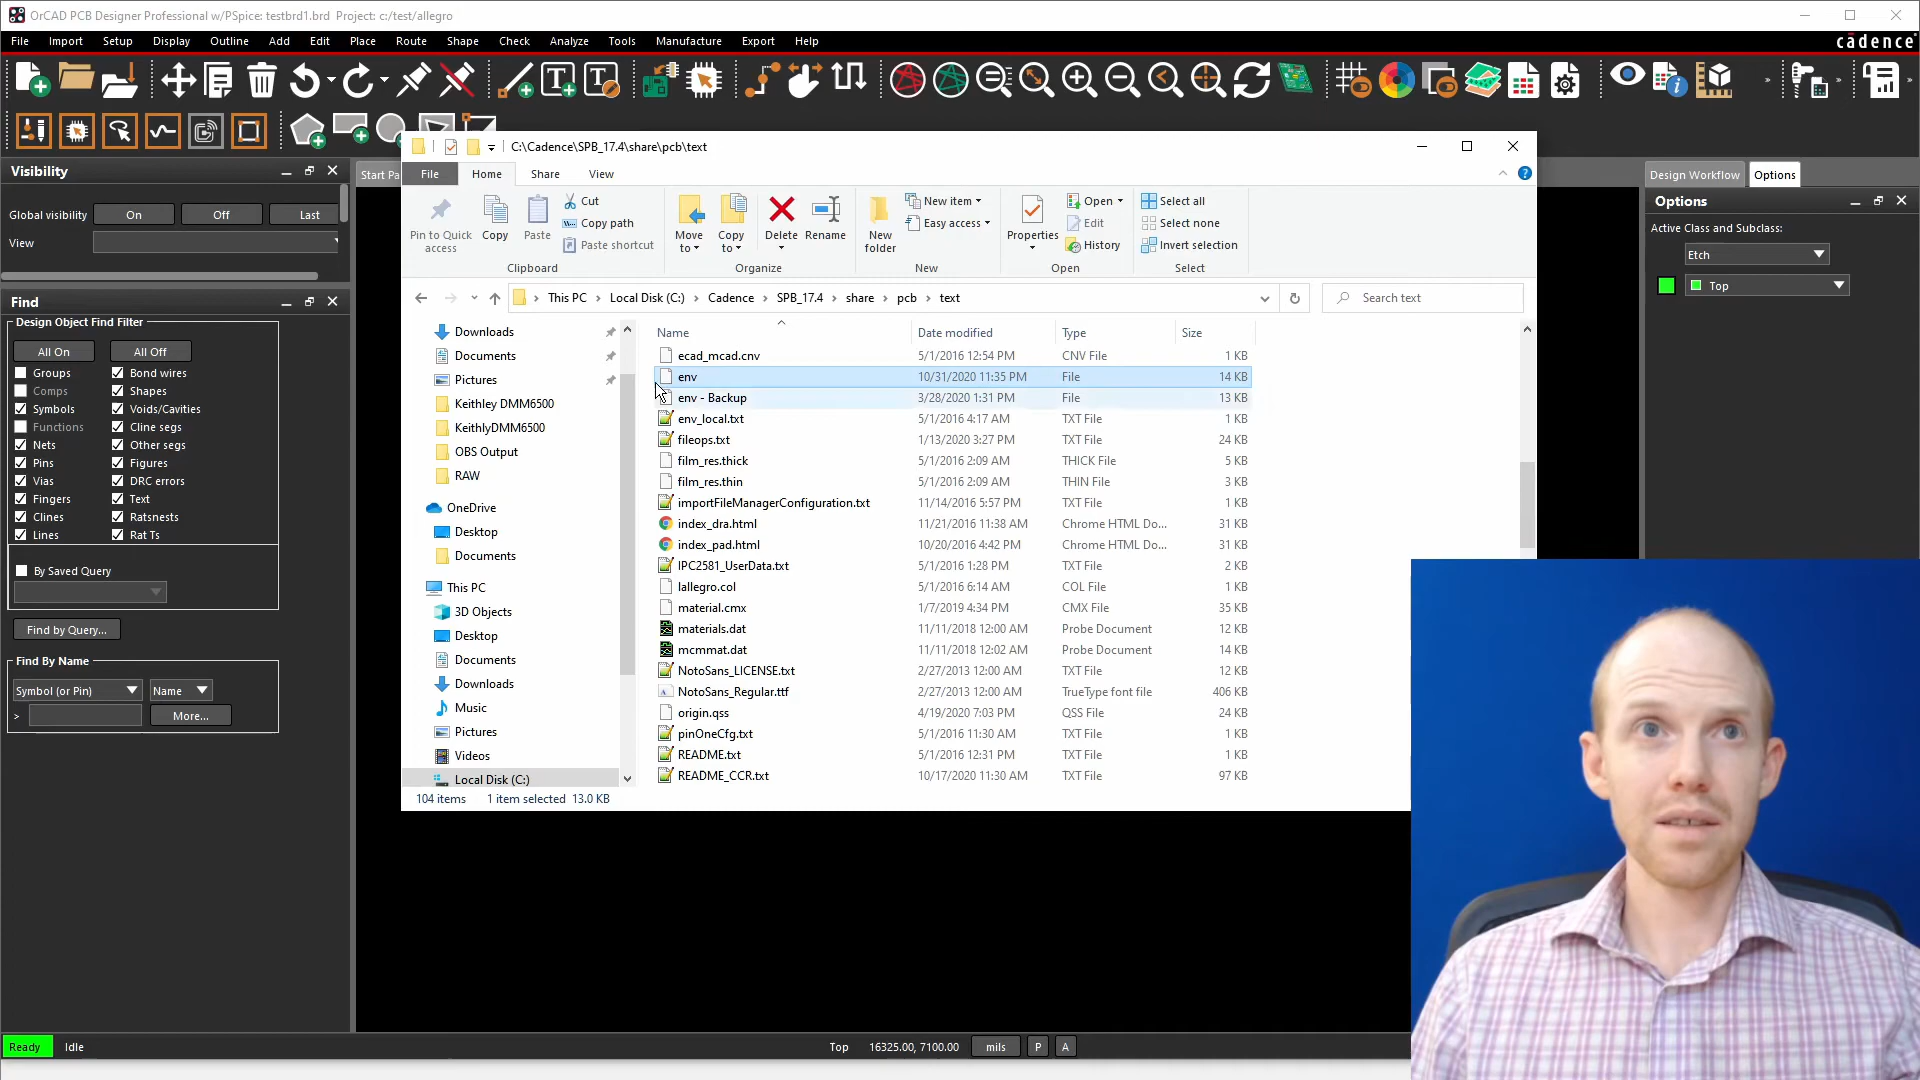 OrCAD PCB Designer Professional w/PSpice: testbrd1.brd Project: c:/test/allegro
File Import Setup Display Outline Add Edit Place Route Shape Check Analyze Tools Manufacture Export Help
cādence
Visibility
Global visibility On Off Last
View
Find
Design Object Find Filter
All On All Off
Groups Bond wires
Comps Shapes
Symbols Voids/Cavities
Functions Cline segs
Nets Other segs
Pins Figures
Vias DRC errors
Fingers Text
Clines Ratsnests
Lines Rat Ts
By Saved Query
Find by Query...
Find By Name
Symbol (or Pin) Name
> More...
Start Pa
C:\Cadence\SPB_17.4\share\pcb\text
File Home Share View
Pin to Quick access
Copy
Paste
Cut
Copy path
Paste shortcut
Clipboard
Move to
Copy to
Delete
Rename
Organize
New folder
New item
Easy access
New
Properties
Open
Edit
History
Open
Select all
Select none
Invert selection
Select
This PC > Local Disk (C:) > Cadence > SPB_17.4 > share > pcb > text
Search text
Downloads
Documents
Pictures
Keithley DMM6500
KeithlyDMM6500
OBS Output
RAW
OneDrive
Desktop
Documents
This PC
3D Objects
Desktop
Documents
Downloads
Music
Pictures
Videos
Local Disk (C:)
Name Date modified Type Size
ecad_mcad.cnv 5/1/2016 12:54 PM CNV File 1 KB
env 10/31/2020 11:35 PM File 14 KB
env - Backup 3/28/2020 1:31 PM File 13 KB
env_local.txt 5/1/2016 4:17 AM TXT File 1 KB
fileops.txt 1/13/2020 3:27 PM TXT File 24 KB
film_res.thick 5/1/2016 2:09 AM THICK File 5 KB
film_res.thin 5/1/2016 2:09 AM THIN File 3 KB
importFileManagerConfiguration.txt 11/14/2016 5:57 PM TXT File 1 KB
index_dra.html 11/21/2016 11:38 AM Chrome HTML Do... 31 KB
index_pad.html 10/20/2016 4:42 PM Chrome HTML Do... 31 KB
IPC2581_UserData.txt 5/1/2016 1:28 PM TXT File 2 KB
lallegro.col 5/1/2016 6:14 AM COL File 1 KB
material.cmx 1/7/2019 4:34 PM CMX File 35 KB
materials.dat 11/11/2018 12:00 AM Probe Document 12 KB
mcmmat.dat 11/11/2018 12:02 AM Probe Document 14 KB
NotoSans_LICENSE.txt 2/27/2013 12:00 AM TXT File 12 KB
NotoSans_Regular.ttf 2/27/2013 12:00 AM TrueType font file 406 KB
origin.qss 4/19/2020 7:03 PM QSS File 24 KB
pinOneCfg.txt 5/1/2016 11:30 AM TXT File 1 KB
README.txt 5/1/2016 12:31 PM TXT File 1 KB
README_CCR.txt 10/17/2020 11:30 AM TXT File 97 KB
104 items 1 item selected 13.0 KB
Design Workflow Options
Options
Active Class and Subclass:
Etch
Top
Ready Idle Top 16325.00, 7100.00 mils P A